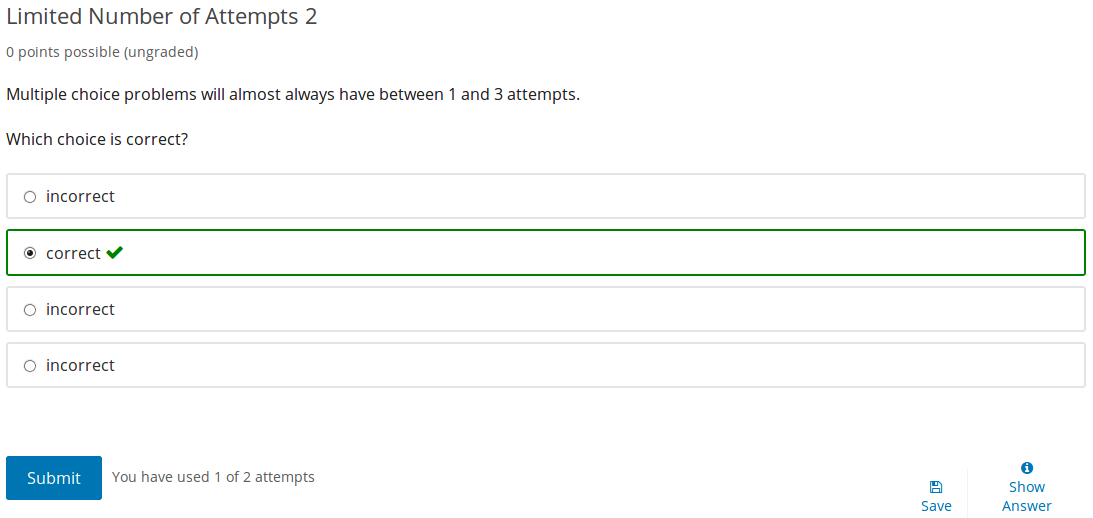 Limited Number of Attempts 2
0 points possible (ungraded)
Multiple choice problems will almost always have between 1 and 3 attempts.
Which choice is correct?
incorrect
correct
incorrect
incorrect
Submit
You have used 1 of 2 attempts
Save
Show
Answer